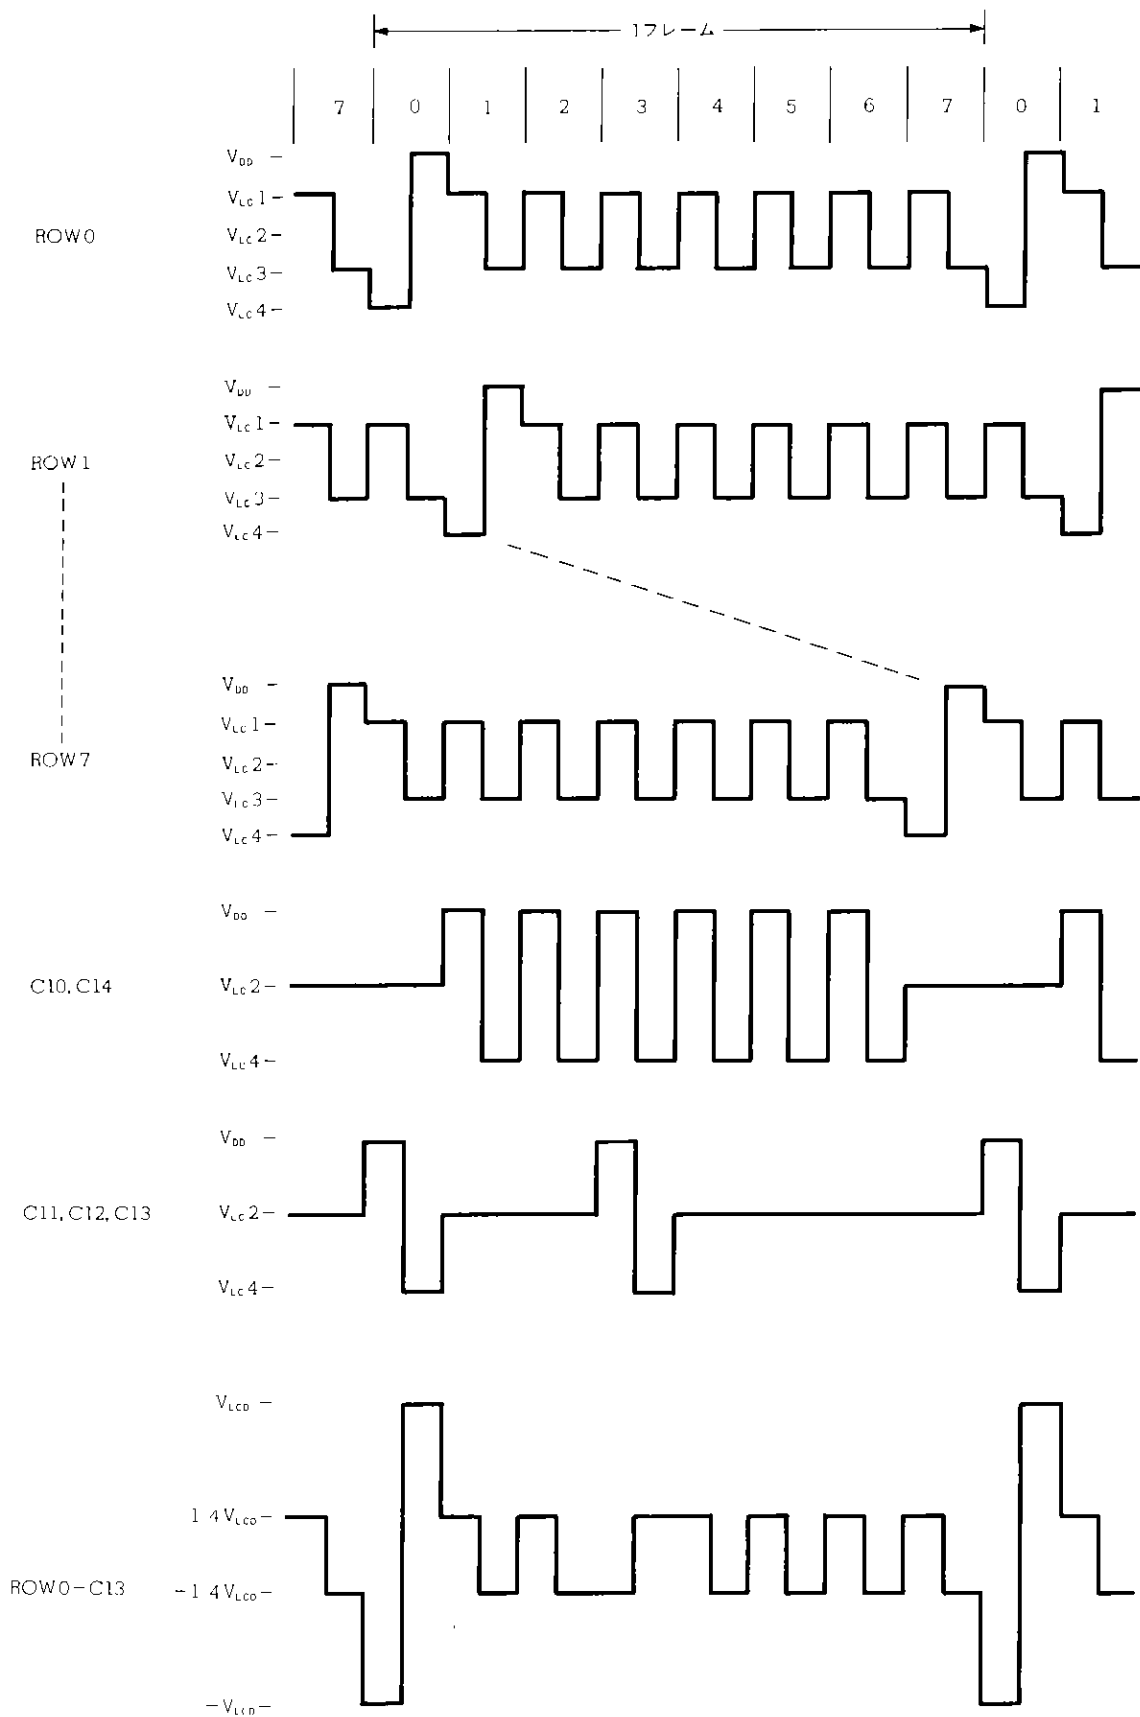 1フレーム
7 0 1 2 3 4 5 6 7 0 1
ROW0
VDD
VLC1
VLC2
VLC3
VLC4
ROW1
VDD
VLC1
VLC2
VLC3
VLC4
ROW7
VDD
VLC1
VLC2
VLC3
VLC4
C10, C14
VDD
VLC2
VLC4
C11, C12, C13
VDD
VLC2
VLC4
ROW0-C13
VLCD
1 4 VLCD
-1 4 VLCD
-VLCD